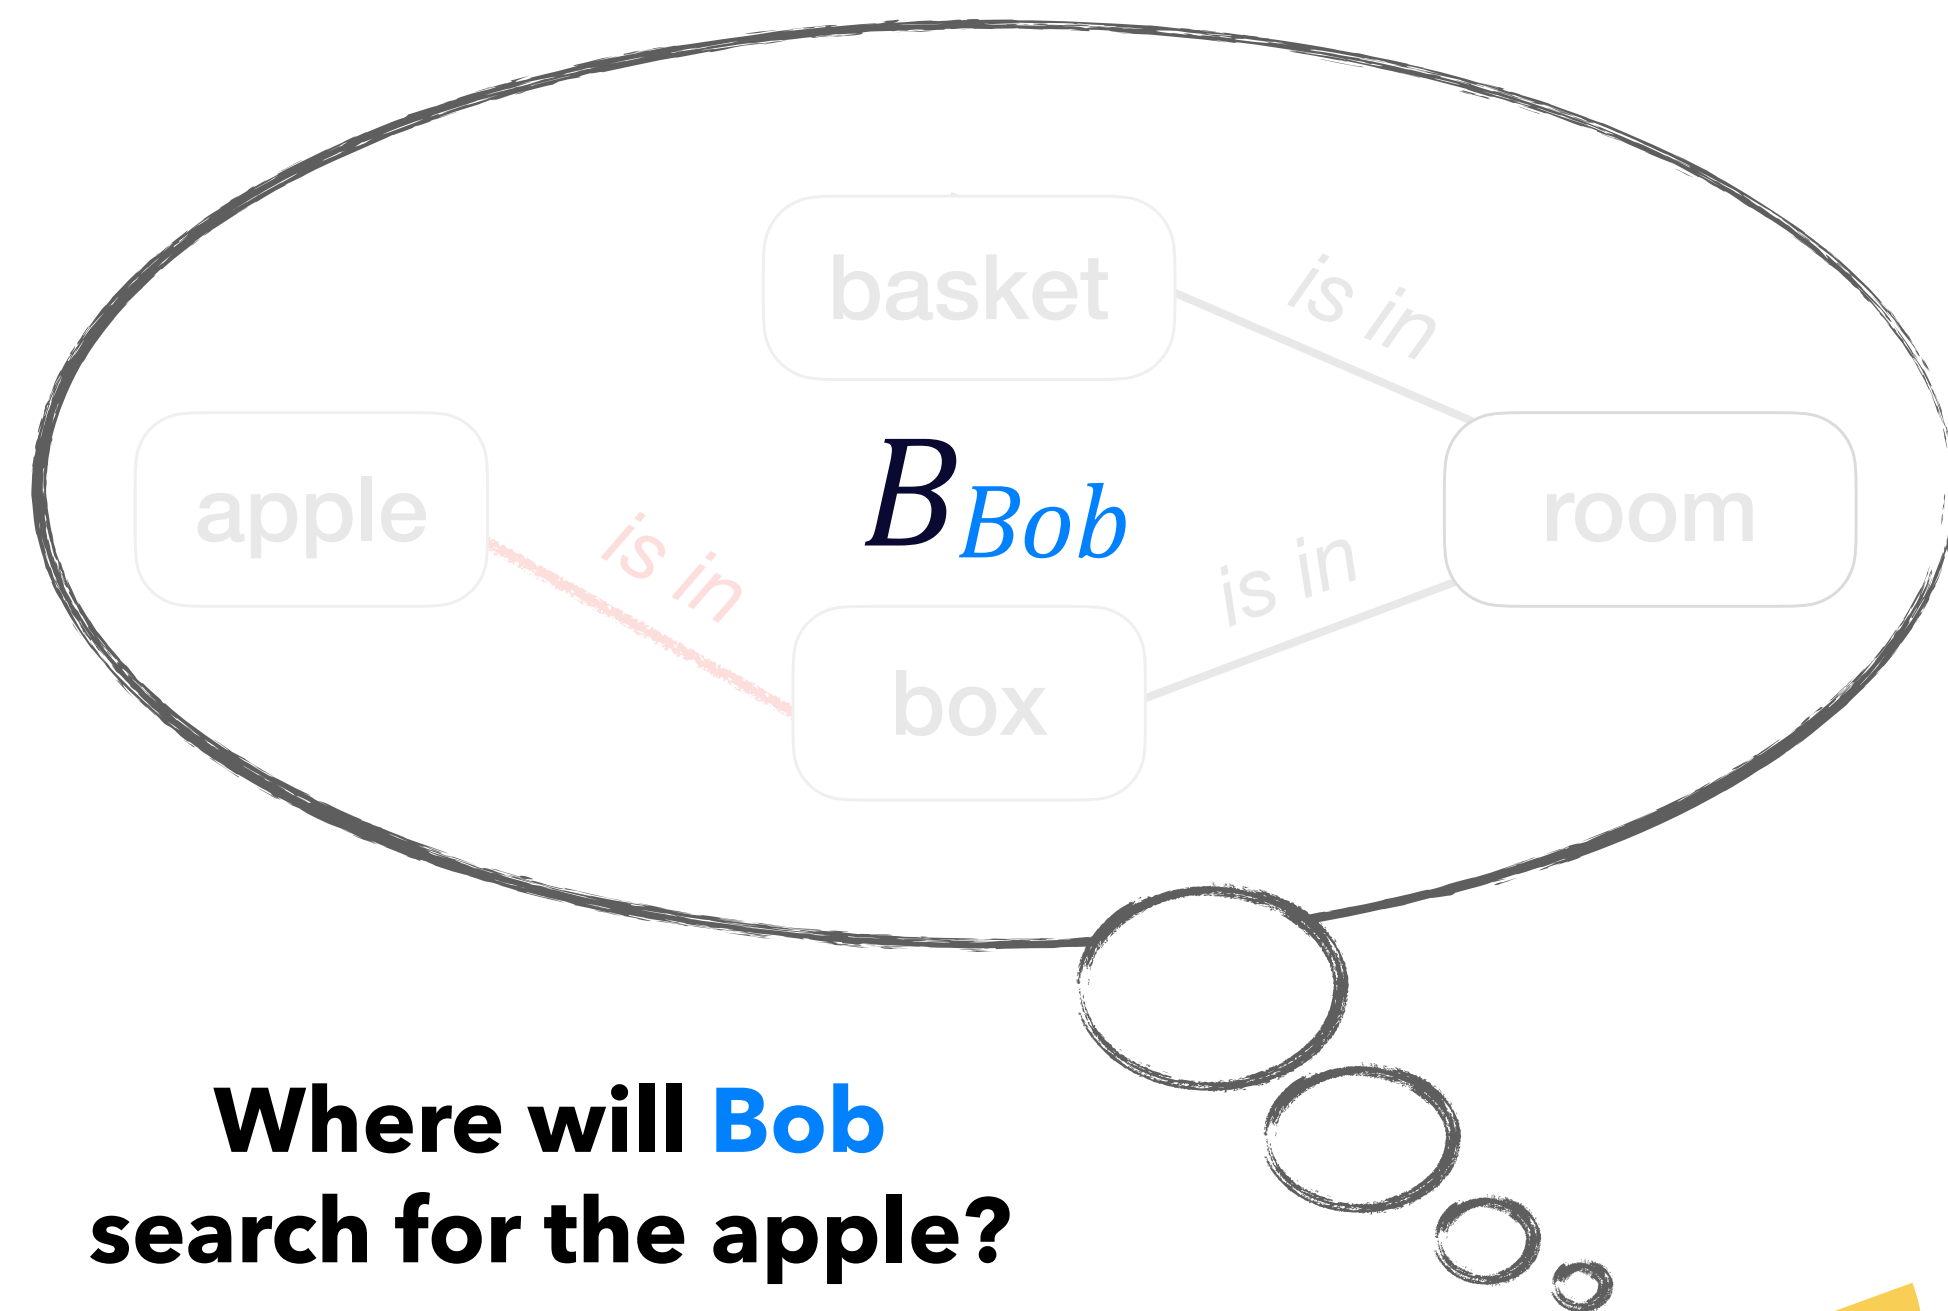 basket
is in
apple
is in
B Bob
is in
room
box
Where will Bob
search for the apple?